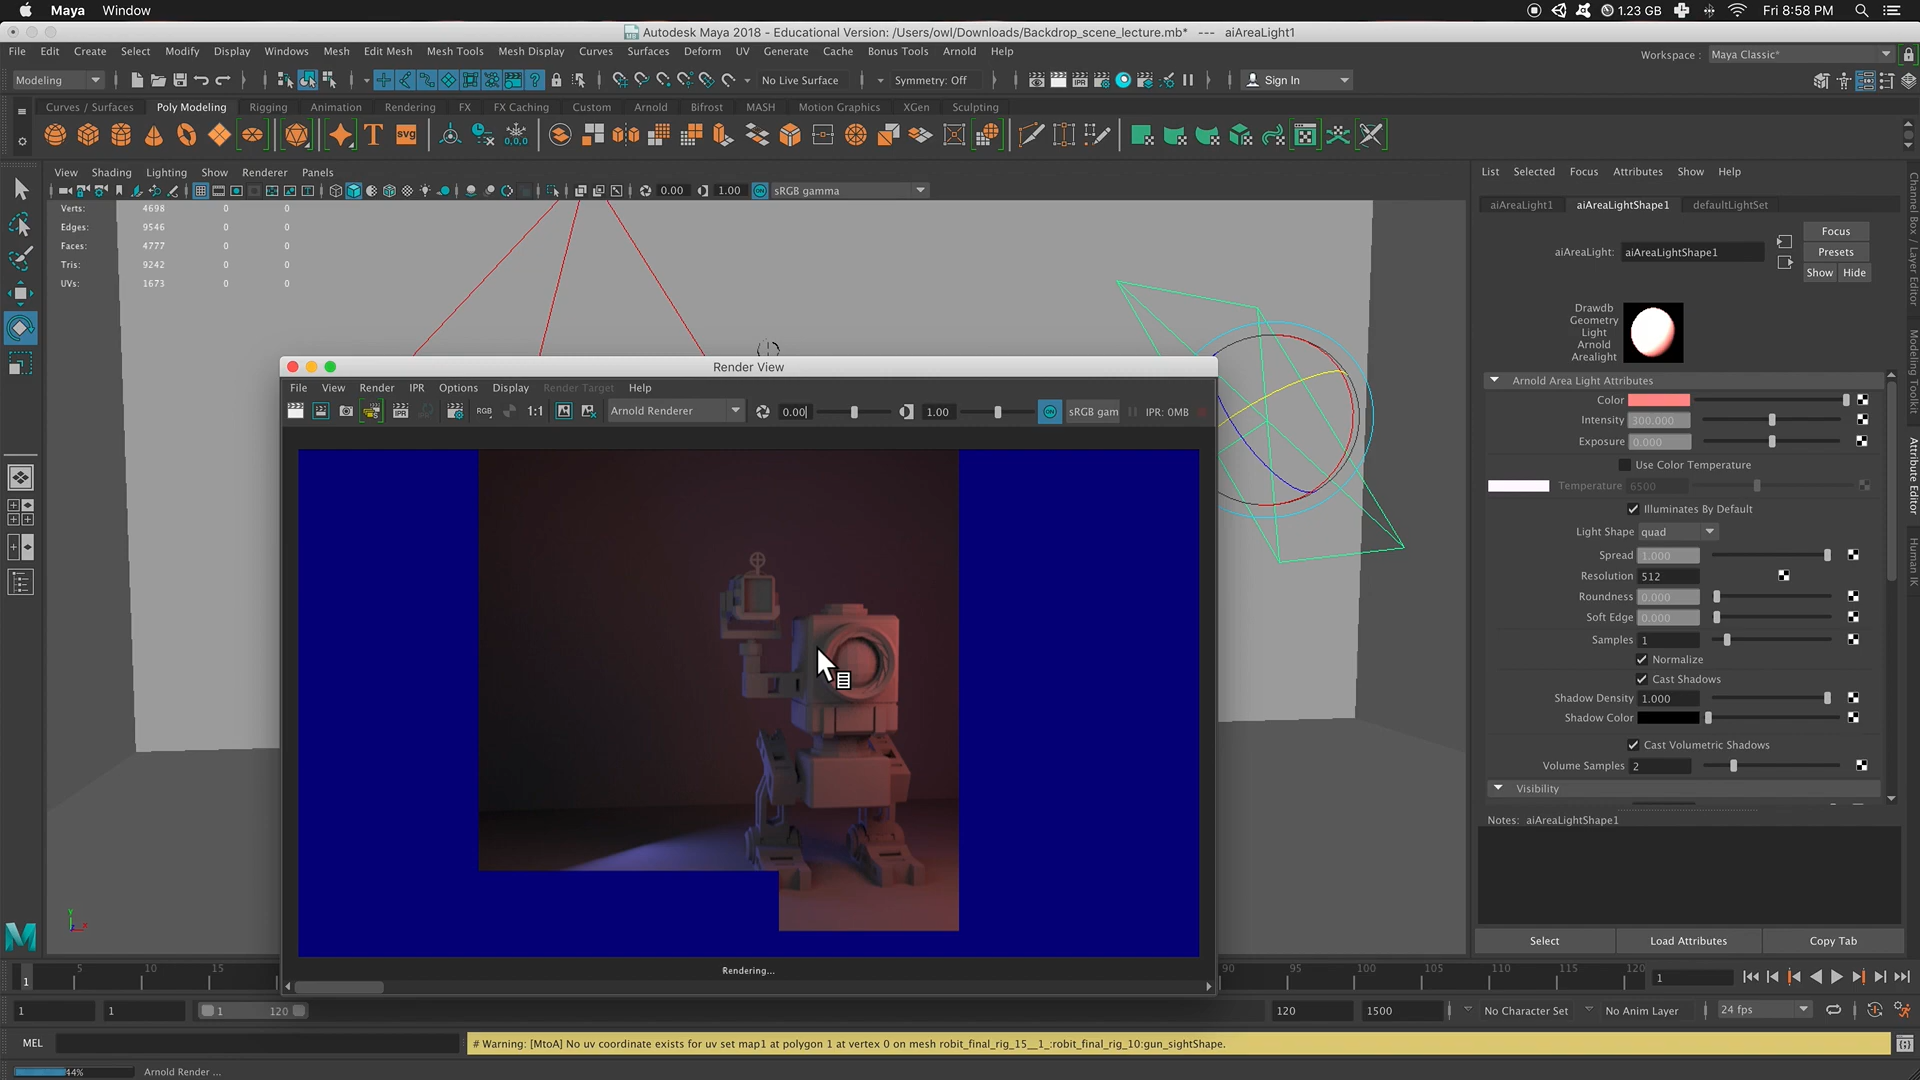 Maya Window 1.23 GB Fri 8:58 PM
Autodesk Maya 2018 - Educational Version: /Users/owl/Downloads/Backdrop_scene_lecture.mb* --- aiAreaLight1
File Edit Create Select Modify Display Windows Mesh Edit Mesh Mesh Tools Mesh Display Curves Surfaces Deform UV Generate Cache Bonus Tools Arnold Help
Workspace : Maya Classic*
Modeling No Live Surface Symmetry: Off Sign In
Curves / Surfaces Poly Modeling Rigging Animation Rendering FX FX Caching Custom Arnold Bifrost MASH Motion Graphics XGen Sculpting
T svg 0,0,0
View Shading Lighting Show Renderer Panels
0.00 1.00 sRGB gamma
Verts: 4698 0 0
Edges: 9546 0 0
Faces: 4777 0 0
Tris: 9242 0 0
UVs: 1673 0 0
Render View
File View Render IPR Options Display Render Target Help
RGB 1:1 Arnold Renderer 0.00 1.00 ON sRGB gam IPR: 0MB
Rendering...
List Selected Focus Attributes Show Help
aiAreaLight1 aiAreaLightShape1 defaultLightSet
Focus
aiAreaLight: aiAreaLightShape1
Presets
Show Hide
Drawdb
Geometry
Light
Arnold
Arealight
Arnold Area Light Attributes
Color
Intensity 300.000
Exposure 0.000
Use Color Temperature
Temperature 6500
Illuminates By Default
Light Shape quad
Spread 1.000
Resolution 512
Roundness 0.000
Soft Edge 0.000
Samples 1
Normalize
Cast Shadows
Shadow Density 1.000
Shadow Color
Cast Volumetric Shadows
Volume Samples 2
Visibility
Notes: aiAreaLightShape1
Select Load Attributes Copy Tab
Channel Box / Layer Editor
Modeling Toolkit
Attribute Editor
Human IK
1 5 10 15 90 95 100 105 110 115 120 1
1 1 1 120 120 1500 No Character Set No Anim Layer 24 fps
MEL # Warning: [MtoA] No uv coordinate exists for uv set map1 at polygon 1 at vertex 0 on mesh robit_final_rig_15__1_:robit_final_rig_10:gun_sightShape.
44% Arnold Render ...